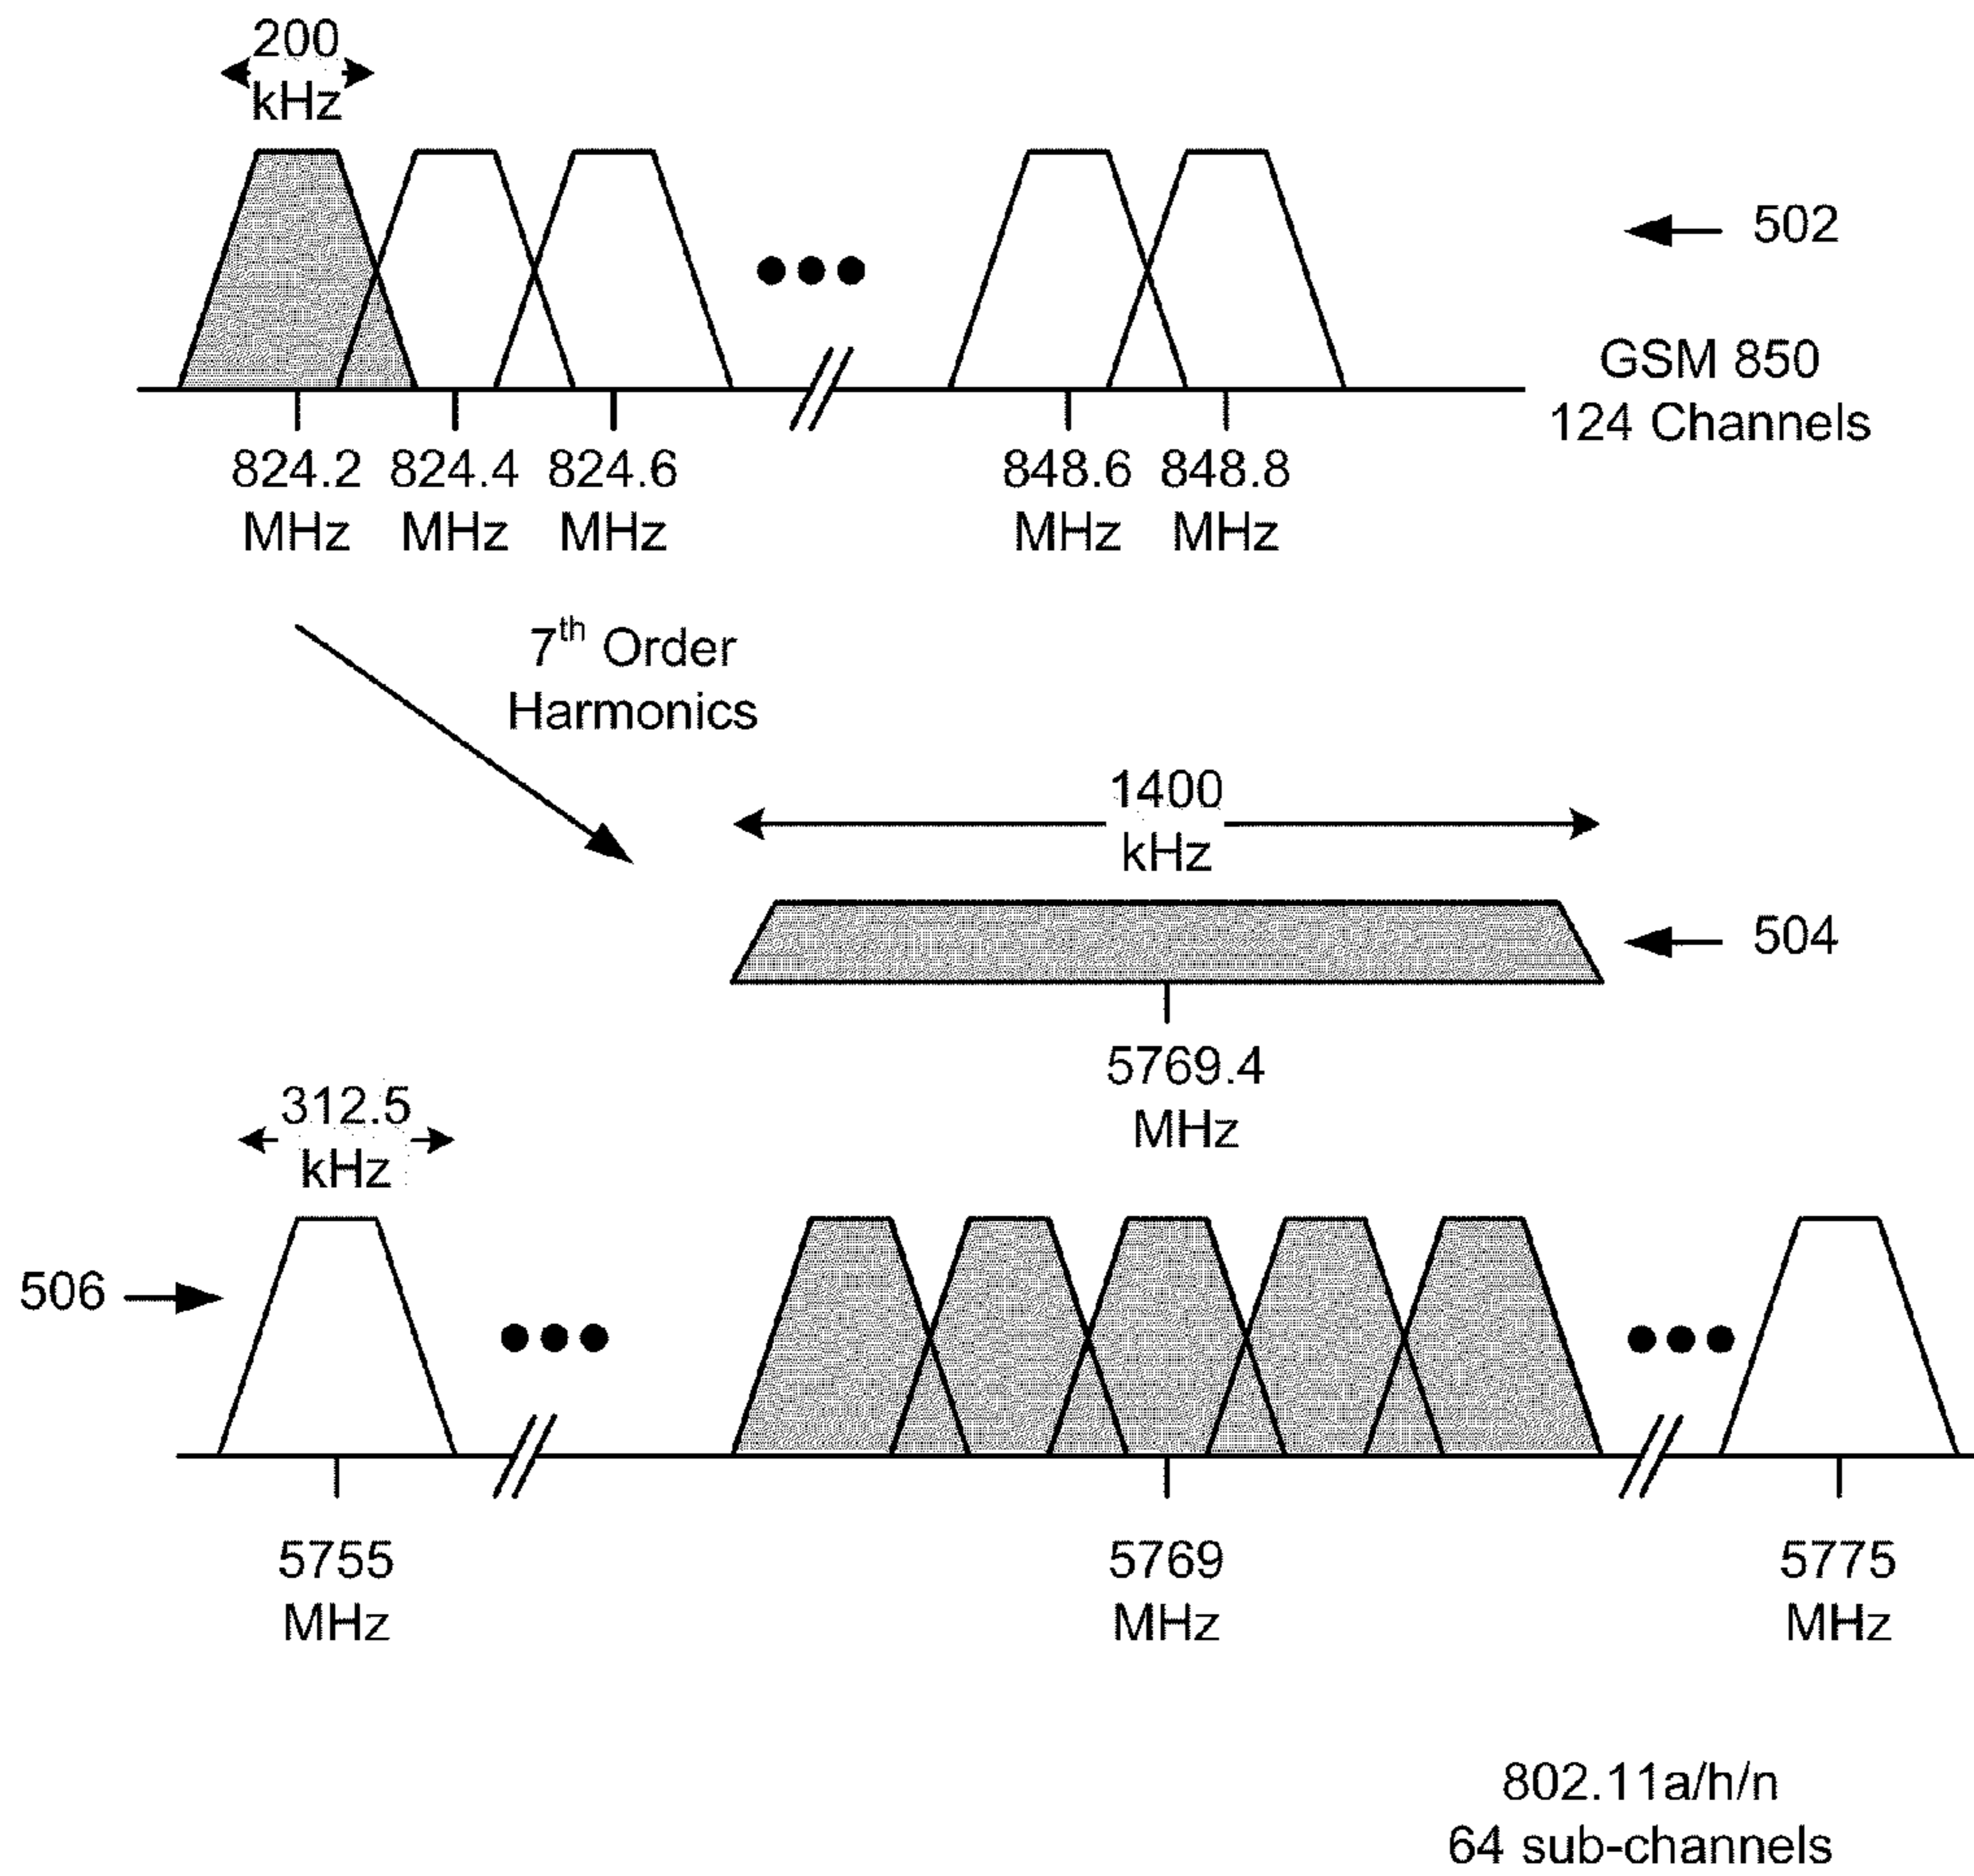 200
kHz
502
GSM 850
124 Channels
824.2 824.4 824.6 848.6 848.8
MHz MHz MHz MHz MHz
7th Order
Harmonics
1400
kHz
504
5769.4
MHz
312.5
kHz
506
5755 5769 5775
MHz MHz MHz
802.11a/h/n
64 sub-channels